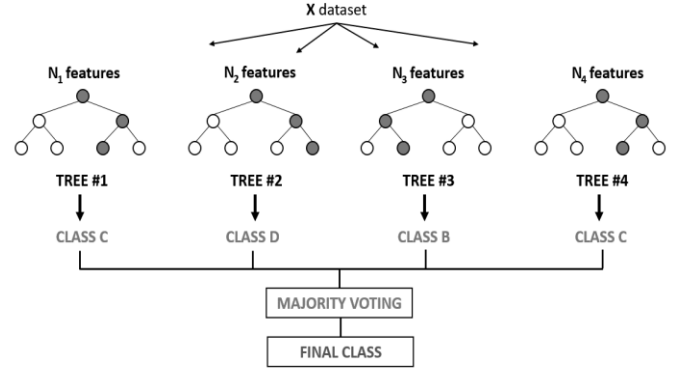 X dataset
N₁ features N₂ features N₃ features N₄ features
TREE #1 TREE #2 TREE #3 TREE #4
CLASS C CLASS D CLASS B CLASS C
MAJORITY VOTING
FINAL CLASS